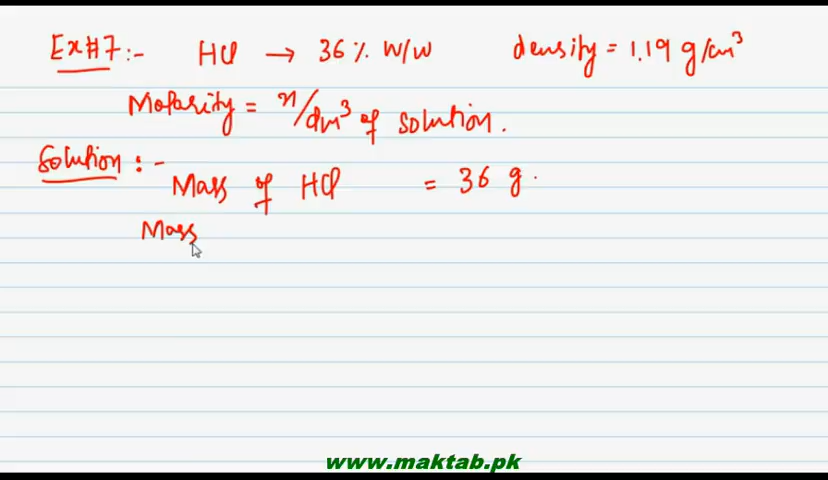 Ex#7:- HCl → 36 % W/W density = 1.19 g/cm³
Molarity = n/dm³ of solution.
Solution :-
Mass of HCl = 36 g.
Mass
www.maktab.pk